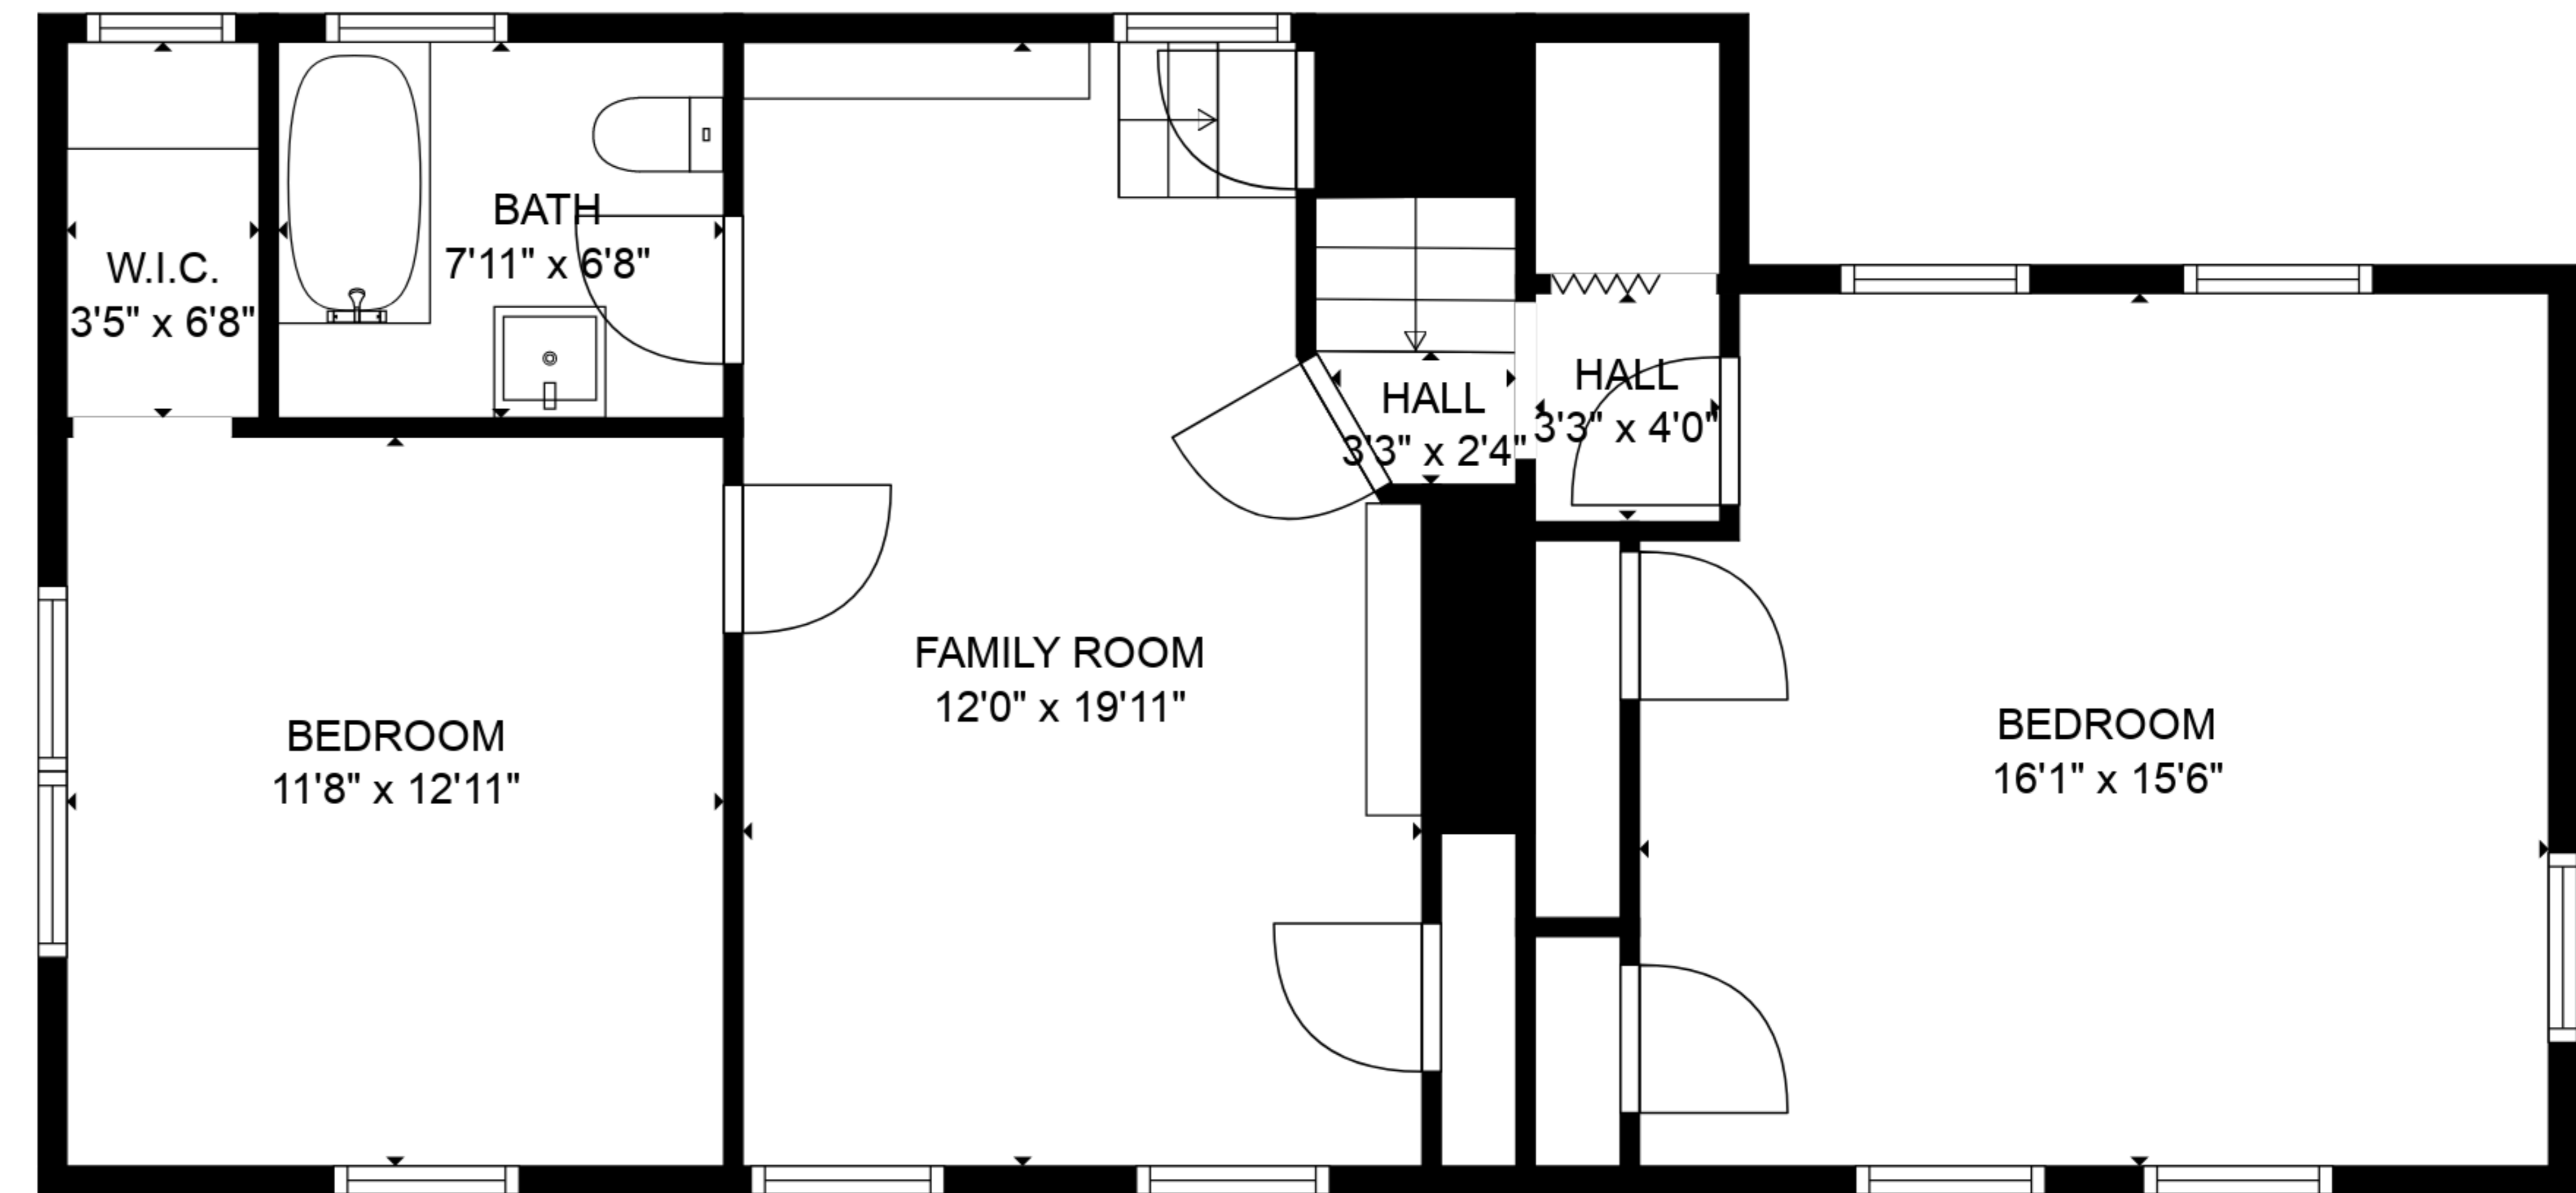 BATH
7'11" x 6'8"
W.I.C.
3'5" x 6'8"
HALL
3'3" x 2'4"
HALL
3'3" x 4'0"
FAMILY ROOM
12'0" x 19'11"
BEDROOM
11'8" x 12'11"
BEDROOM
16'1" x 15'6"